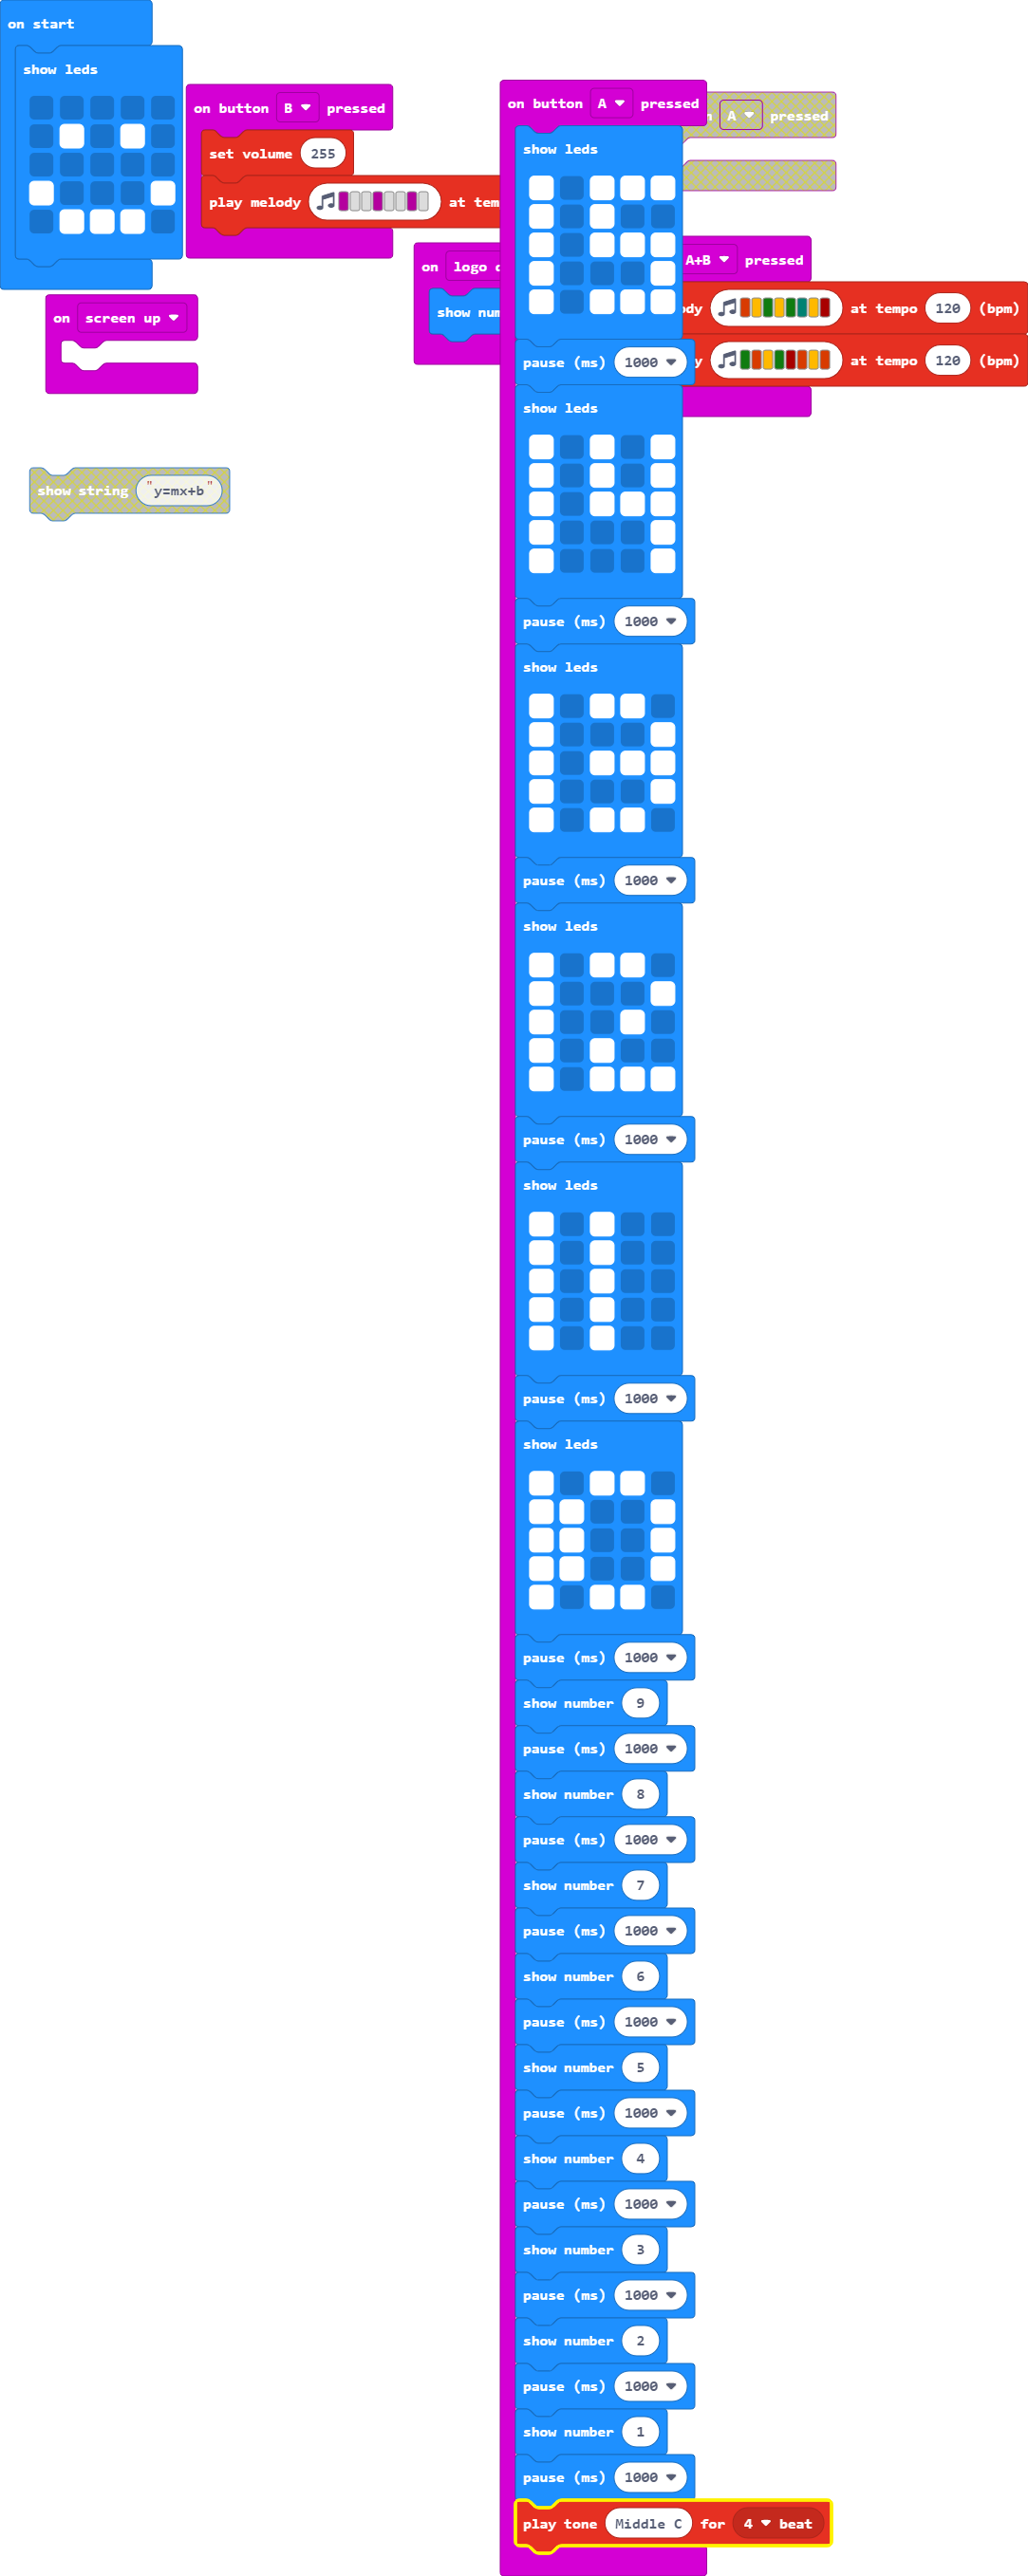 on start
show leds
on button B pressed
set volume 255
play melody at tem
on screen up
show string "y=mx+b"
on logo
show num
on button A pressed
show leds
pause (ms) 1000
show leds
pause (ms) 1000
show leds
pause (ms) 1000
show leds
pause (ms) 1000
show leds
pause (ms) 1000
show leds
pause (ms) 1000
show number 9
pause (ms) 1000
show number 8
pause (ms) 1000
show number 7
pause (ms) 1000
show number 6
pause (ms) 1000
show number 5
pause (ms) 1000
show number 4
pause (ms) 1000
show number 3
pause (ms) 1000
show number 2
pause (ms) 1000
show number 1
pause (ms) 1000
play tone Middle C for 4 beat
A pressed
A+B pressed
dy at tempo 120 (bpm)
y at tempo 120 (bpm)